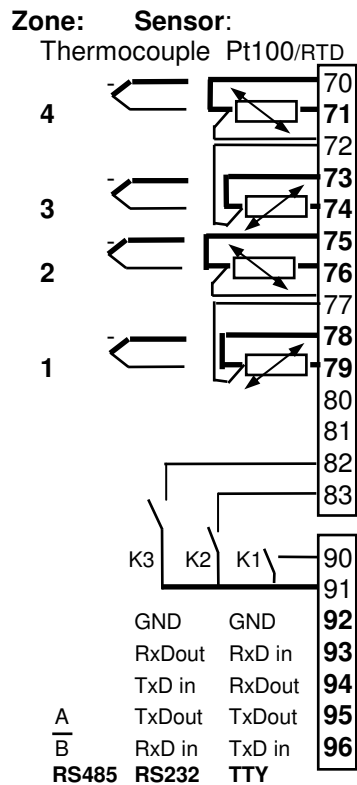 Zone: Sensor:
Thermocouple Pt100/RTD
70
4 71
72
73
3 74
75
2 76
77
78
1 79
80
81
82
83
K3 K2 K1 90
91
GND GND 92
RxDout RxD in 93
TxD in RxDout 94
A TxDout TxDout 95
B RxD in TxD in 96
RS485 RS232 TTY